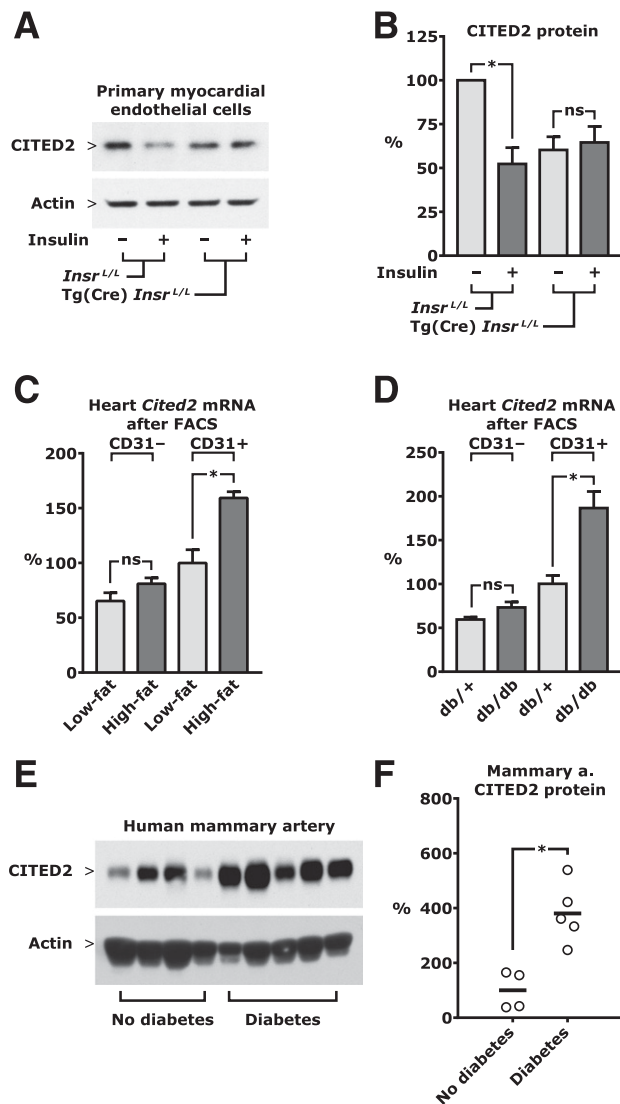 A
Primary myocardial
endothelial cells
CITED2 >
Actin >
Insulin − + − +
Insr L/L
Tg(Cre) Insr L/L
B
CITED2 protein
125
100
75
50
25
0
%
*
ns
Insulin − + − +
Insr L/L
Tg(Cre) Insr L/L
C
Heart Cited2 mRNA
after FACS
CD31− CD31+
200
150
100
50
0
%
ns
*
Low-fat
High-fat
Low-fat
High-fat
D
Heart Cited2 mRNA
after FACS
CD31− CD31+
250
200
150
100
50
0
%
ns
*
db/+
db/db
db/+
db/db
E
Human mammary artery
CITED2 >
Actin >
No diabetes Diabetes
F
Mammary a.
CITED2 protein
800
600
400
200
0
%
*
No diabetes
Diabetes